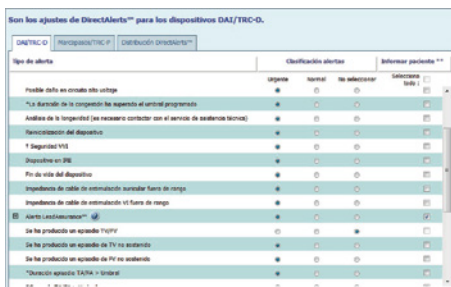 Son los ajustes de DirectAlerts™ para los dispositivos DAI/TRC-D.
DAI/TRC-D Marcapasos/TRC-P Distribución DirectAlerts™
Tipo de alerta Clasificación alertas Informar paciente **
Urgente Normal No seleccionar Selecciona todo :
Posible daño en circuito alto voltaje
*La duración de la congestión ha superado el umbral programado
Análisis de la longevidad (es necesario contactar con el servicio de asistencia técnica)
Reinicialización del dispositivo
† Seguridad VVI
Dispositivo en IRE
Fin de vida del dispositivo
Impedancia de cable de estimulación auricular fuera de rango
Impedancia de cable de estimulación VI fuera de rango
Alerta LeadAssurance™
Se ha producido un episodio TV/FV
Se ha producido un episodio de TV no sostenido
Se ha producido un episodio de FV no sostenido
*Duración episodio TA/FA > Umbral